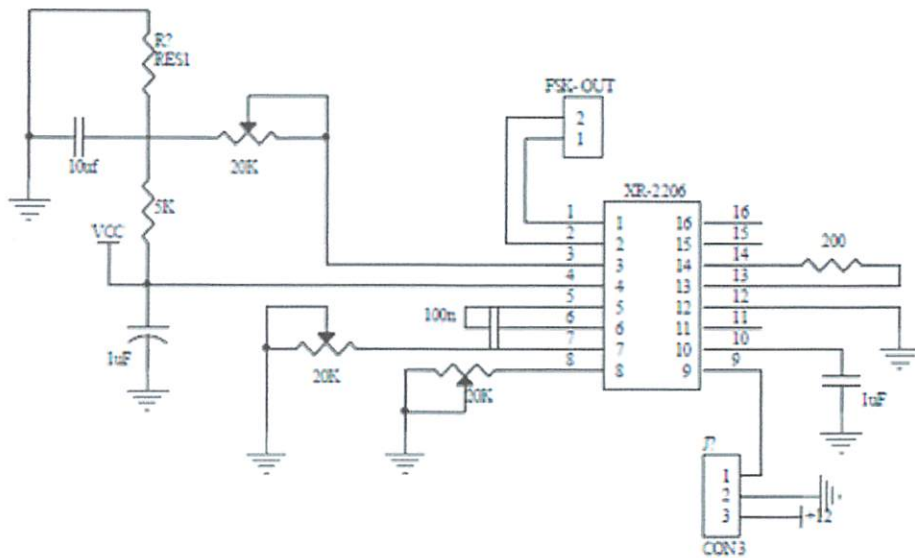 R?
RES1
FSK-OUT
2
1
10uf
20K
XR-2206
5K
VCC
1 1 16 16
2 2 15 15
3 3 14 14
200
4 4 13 13
5 5 12 12
100n
6 6 11 11
7 7 10 10
8 8 9 9
1uF
20K
20K
1uF
J?
1
2
3
+12
CON3